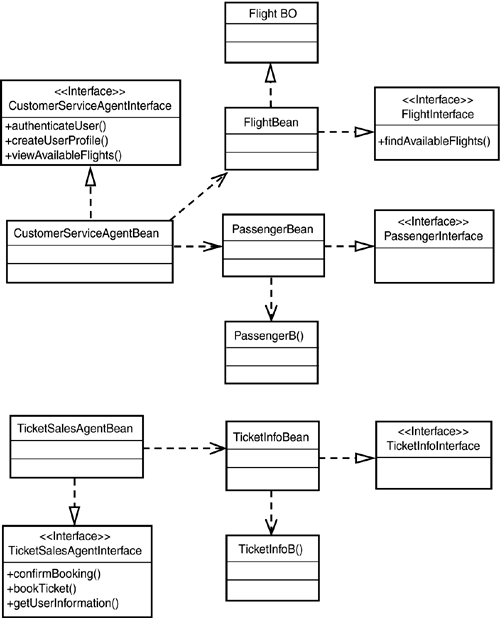 Flight BO
<<Interface>>
CustomerServiceAgentInterface
+authenticateUser()
+createUserProfile()
+viewAvailableFlights()
FlightBean
<<Interface>>
FlightInterface
+findAvailableFlights()
CustomerServiceAgentBean
PassengerBean
<<Interface>>
PassengerInterface
PassengerB()
TicketSalesAgentBean
TicketInfoBean
<<Interface>>
TicketInfoInterface
<<Interface>>
TicketSalesAgentInterface
+confirmBooking()
+bookTicket()
+getUserInformation()
TicketInfoB()